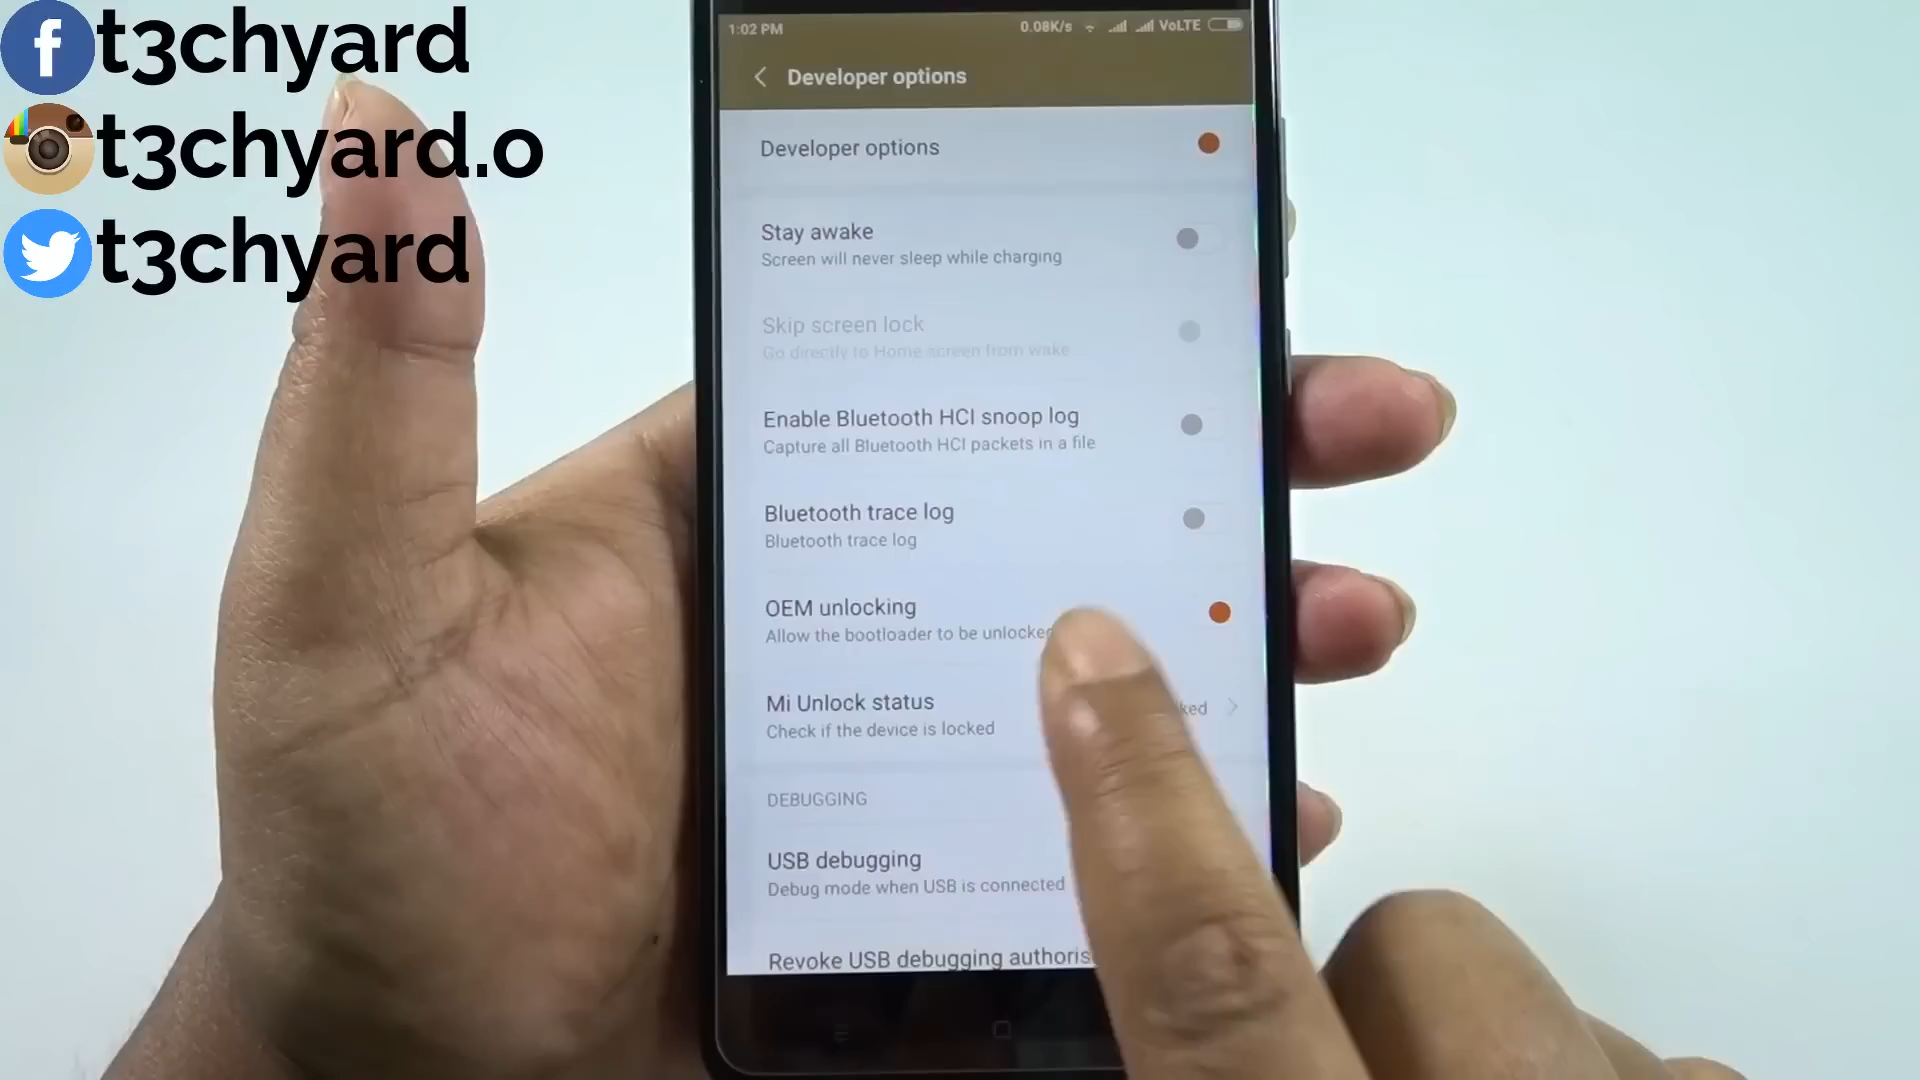 t3chyard
t3chyard.o
t3chyard
1:02 PM
0.08K/s
VoLTE
Developer options
Developer options
Stay awake
Screen will never sleep while charging
Skip screen lock
Go directly to Home screen from wake
Enable Bluetooth HCI snoop log
Capture all Bluetooth HCI packets in a file
Bluetooth trace log
Bluetooth trace log
OEM unlocking
Allow the bootloader to be unlocked
Mi Unlock status
ked
Check if the device is locked
DEBUGGING
USB debugging
Debug mode when USB is connected
Revoke USB debugging authoris